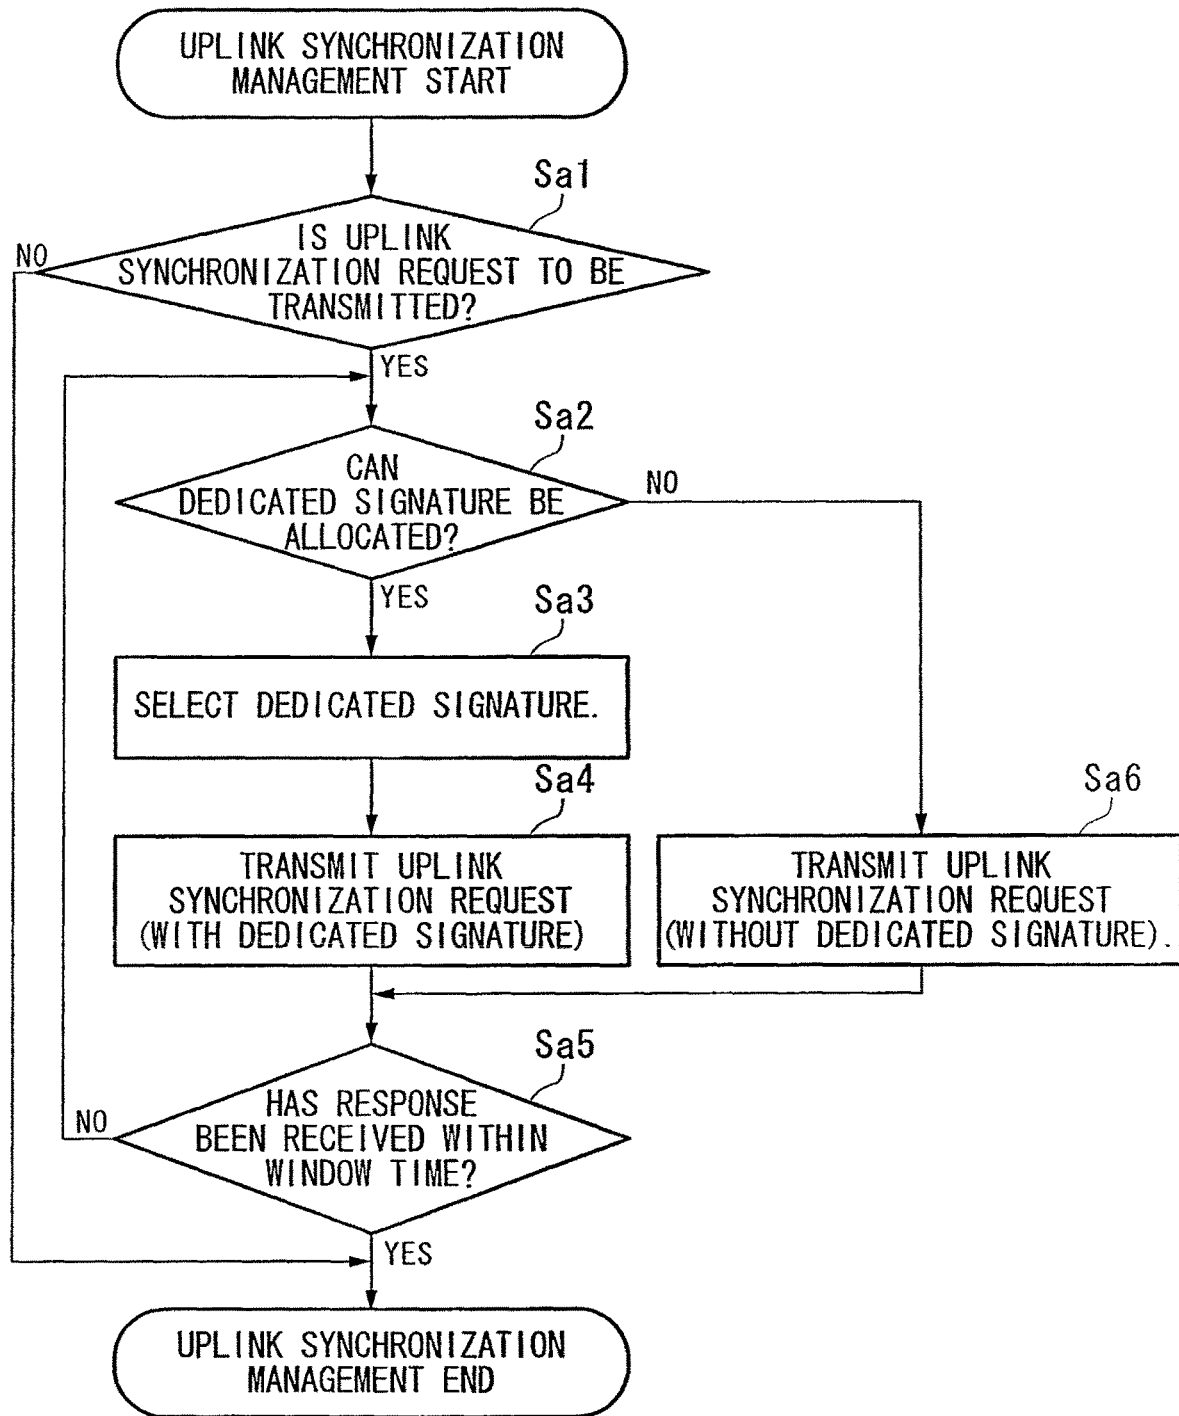 UPLINK SYNCHRONIZATION
MANAGEMENT START
Sa1
IS UPLINK
SYNCHRONIZATION REQUEST TO BE
TRANSMITTED?
NO
YES
Sa2
CAN
DEDICATED SIGNATURE BE
ALLOCATED?
NO
YES
Sa3
SELECT DEDICATED SIGNATURE.
Sa4
TRANSMIT UPLINK
SYNCHRONIZATION REQUEST
(WITH DEDICATED SIGNATURE)
Sa6
TRANSMIT UPLINK
SYNCHRONIZATION REQUEST
(WITHOUT DEDICATED SIGNATURE).
Sa5
HAS RESPONSE
BEEN RECEIVED WITHIN
WINDOW TIME?
NO
YES
UPLINK SYNCHRONIZATION
MANAGEMENT END